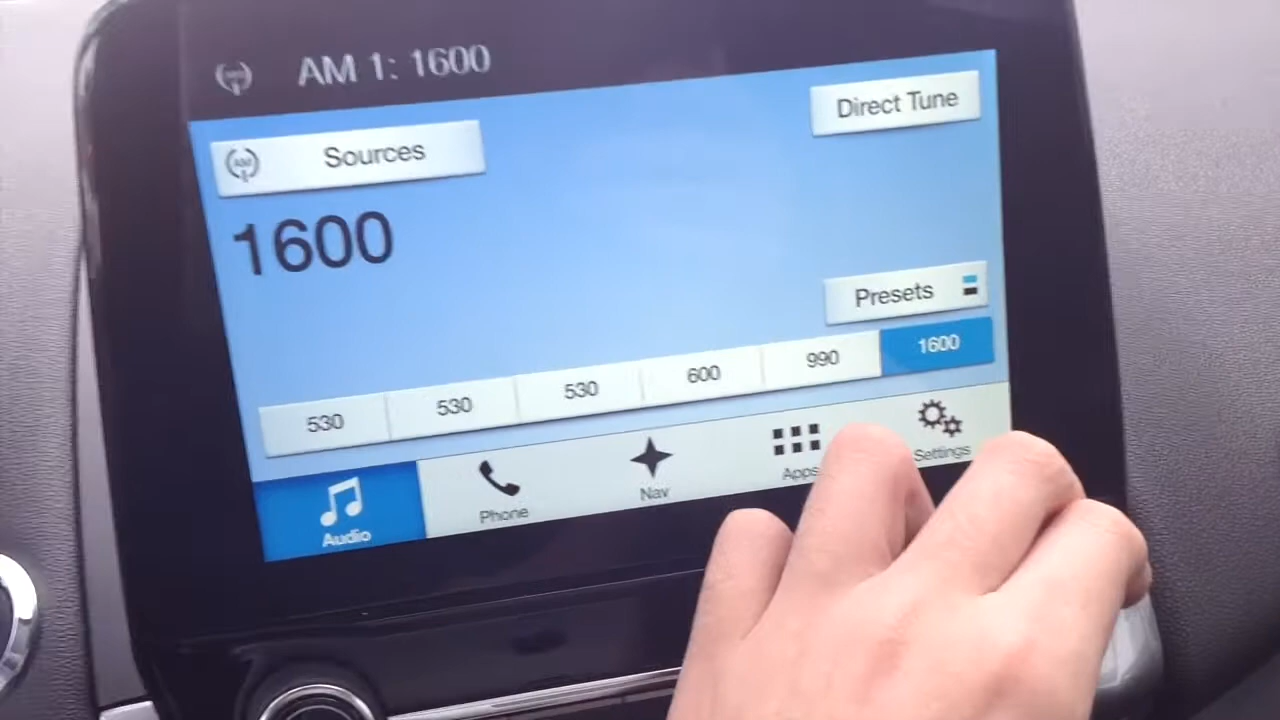 AM 1: 1600
Direct Tune
AM Sources
1600
Presets
530 530 530 600 990 1600
Audio Phone Nav Apps Settings